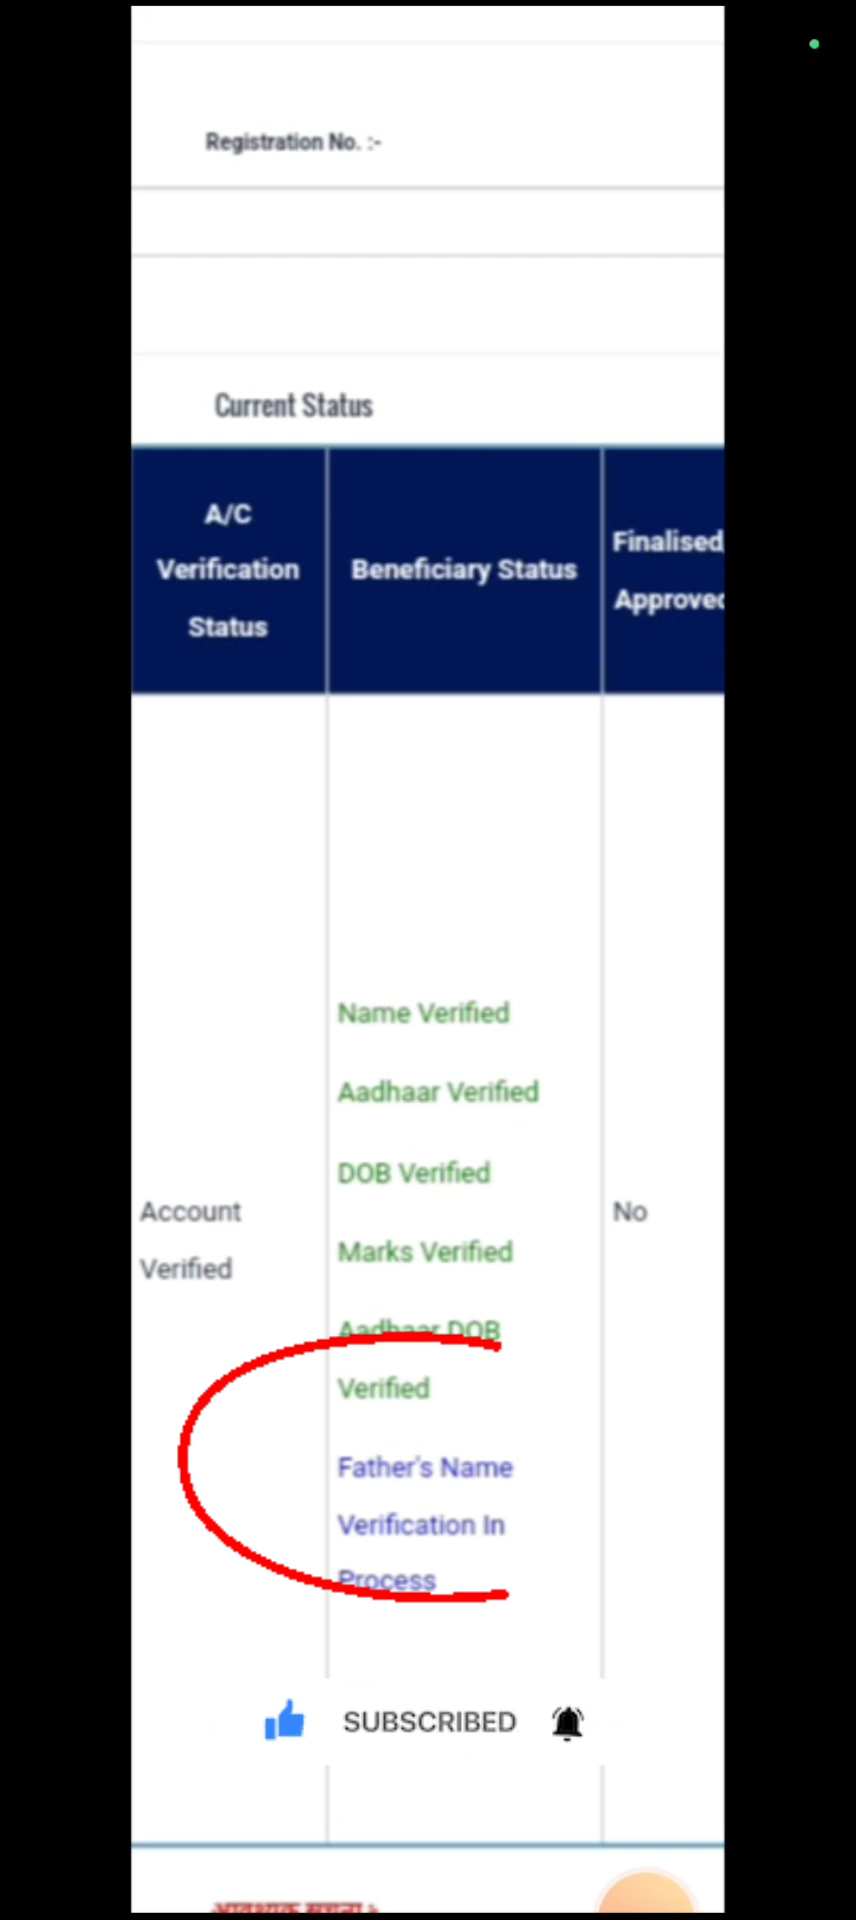 Registration No. :-
Current Status
A/C
Verification
Status
Beneficiary Status
Finalised
Approved
Name Verified
Aadhaar Verified
DOB Verified
Marks Verified
Aadhaar DOB
Verified
Father's Name
Verification In
Process
Account
Verified
No
SUBSCRIBED